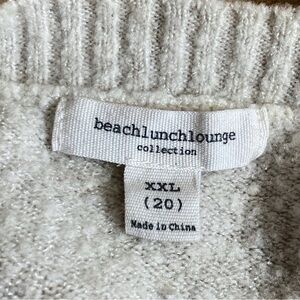 beachlunchlounge
collection
XXL
(20)
Made in China